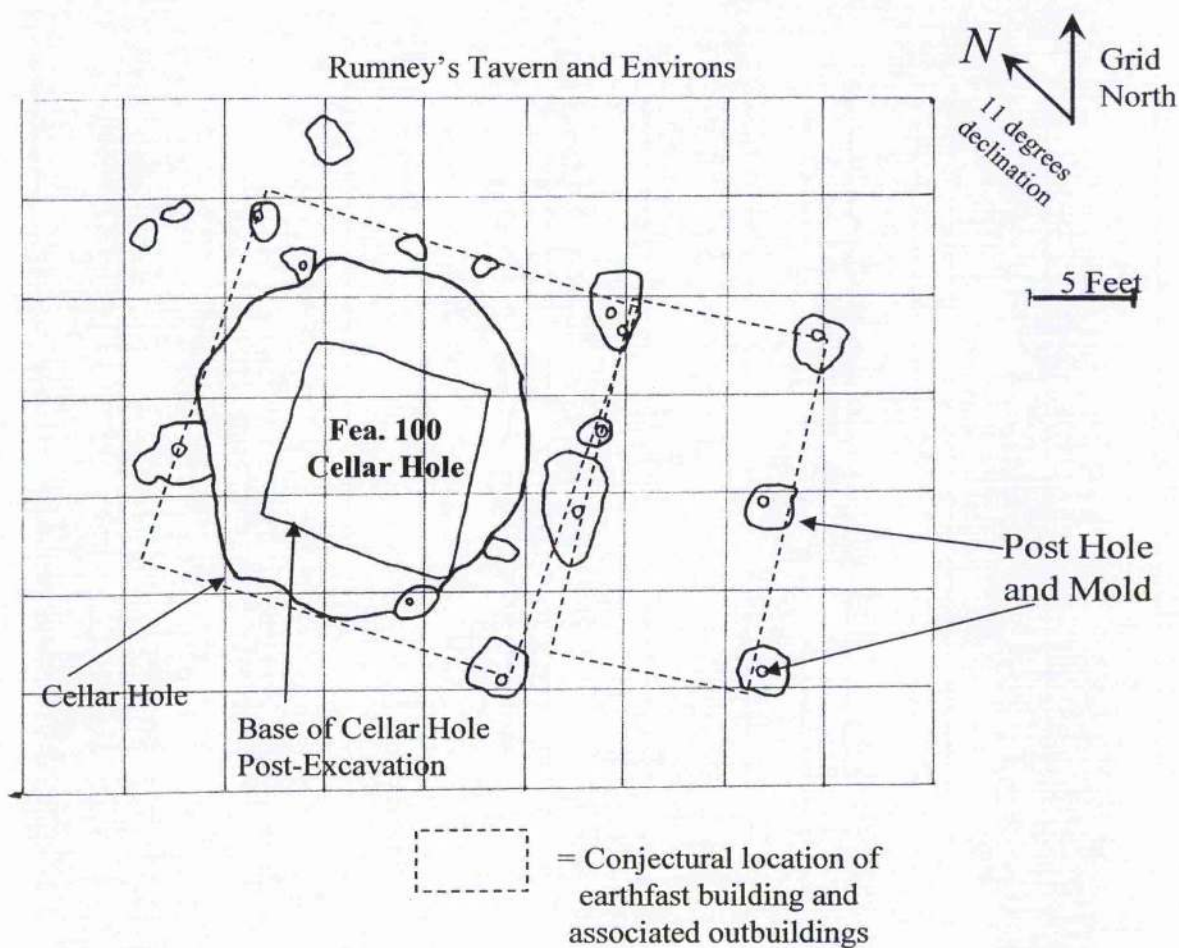 Rumney's Tavern and Environs
N
Grid
North
11 degrees
declination
5 Feet
Fea. 100
Cellar Hole
Post Hole
and Mold
Cellar Hole
Base of Cellar Hole
Post-Excavation
= Conjectural location of
earthfast building and
associated outbuildings